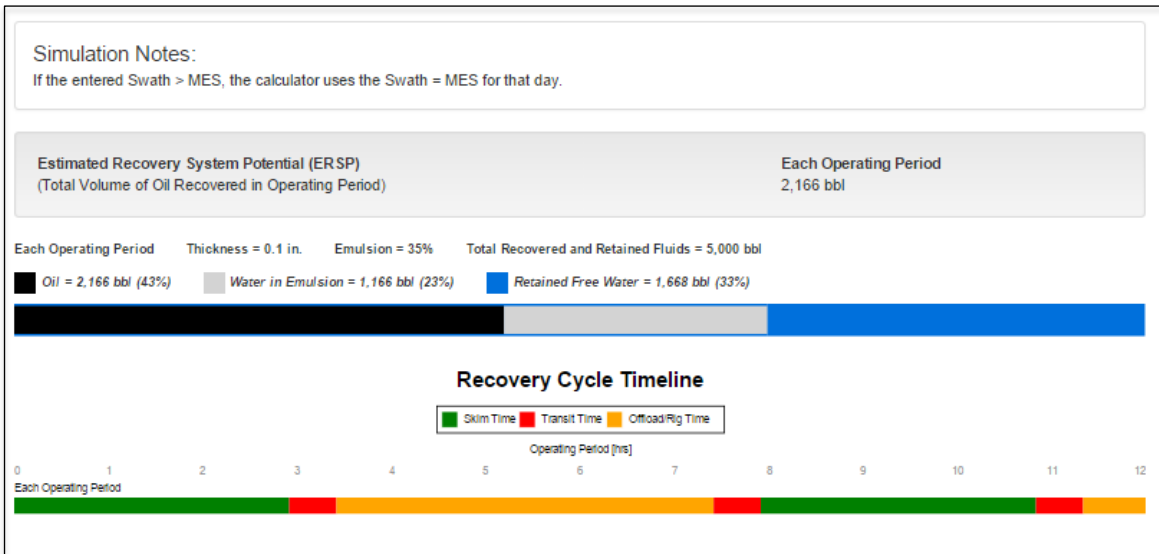 Simulation Notes:
If the entered Swath > MES, the calculator uses the Swath = MES for that day.
Estimated Recovery System Potential (ERSP) Each Operating Period
(Total Volume of Oil Recovered in Operating Period) 2,166 bbl
Each Operating Period Thickness = 0.1 in. Emulsion = 35% Total Recovered and Retained Fluids = 5,000 bbl
Oil = 2,166 bbl (43%) Water in Emulsion = 1,166 bbl (23%) Retained Free Water = 1,668 bbl (33%)
Recovery Cycle Timeline
Skim Time Transit Time Offload/Rig Time
Operating Period [hrs]
0 1 2 3 4 5 6 7 8 9 10 11 12
Each Operating Period